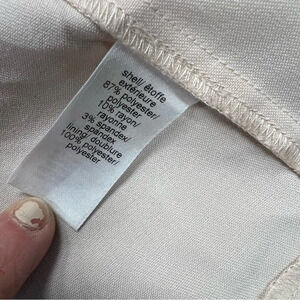 shell/ étoffe
extérieure
87% polyester/
polyester
10% rayon/
rayonne
3% spandex/
spandex
lining/ doublure
100% polyester/
polyester